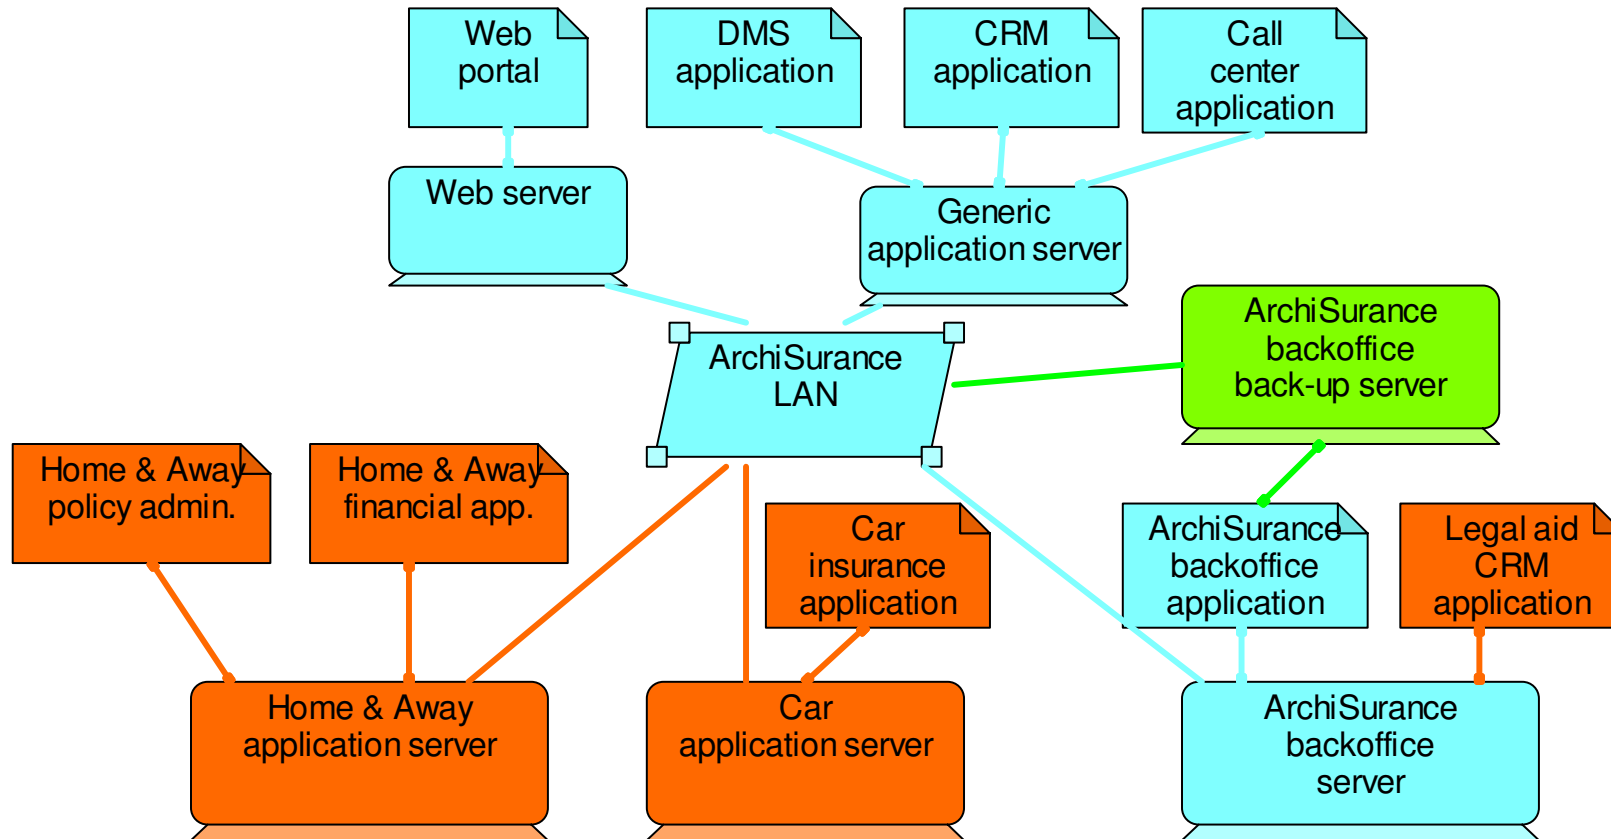 Web
portal
DMS
application
CRM
application
Call
center
application
Web server
Generic
application server
ArchiSurance
backoffice
back-up server
ArchiSurance
LAN
Home & Away
policy admin.
Home & Away
financial app.
Car
insurance
application
ArchiSurance
backoffice
application
Legal aid
CRM
application
Home & Away
application server
Car
application server
ArchiSurance
backoffice
server